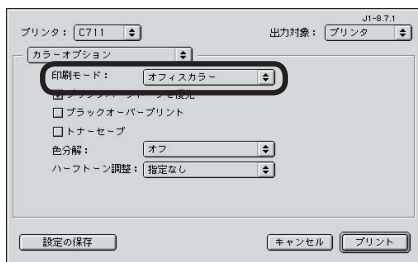 J1-8.7.1
プリンタ： C711 出力対象： プリンタ
カラーオプション
印刷モード： オフィスカラー
ブラックオーバープリント
トナーセーブ
色分解： オフ
ハーフトーン調整： 指定なし
設定の保存 キャンセル プリント